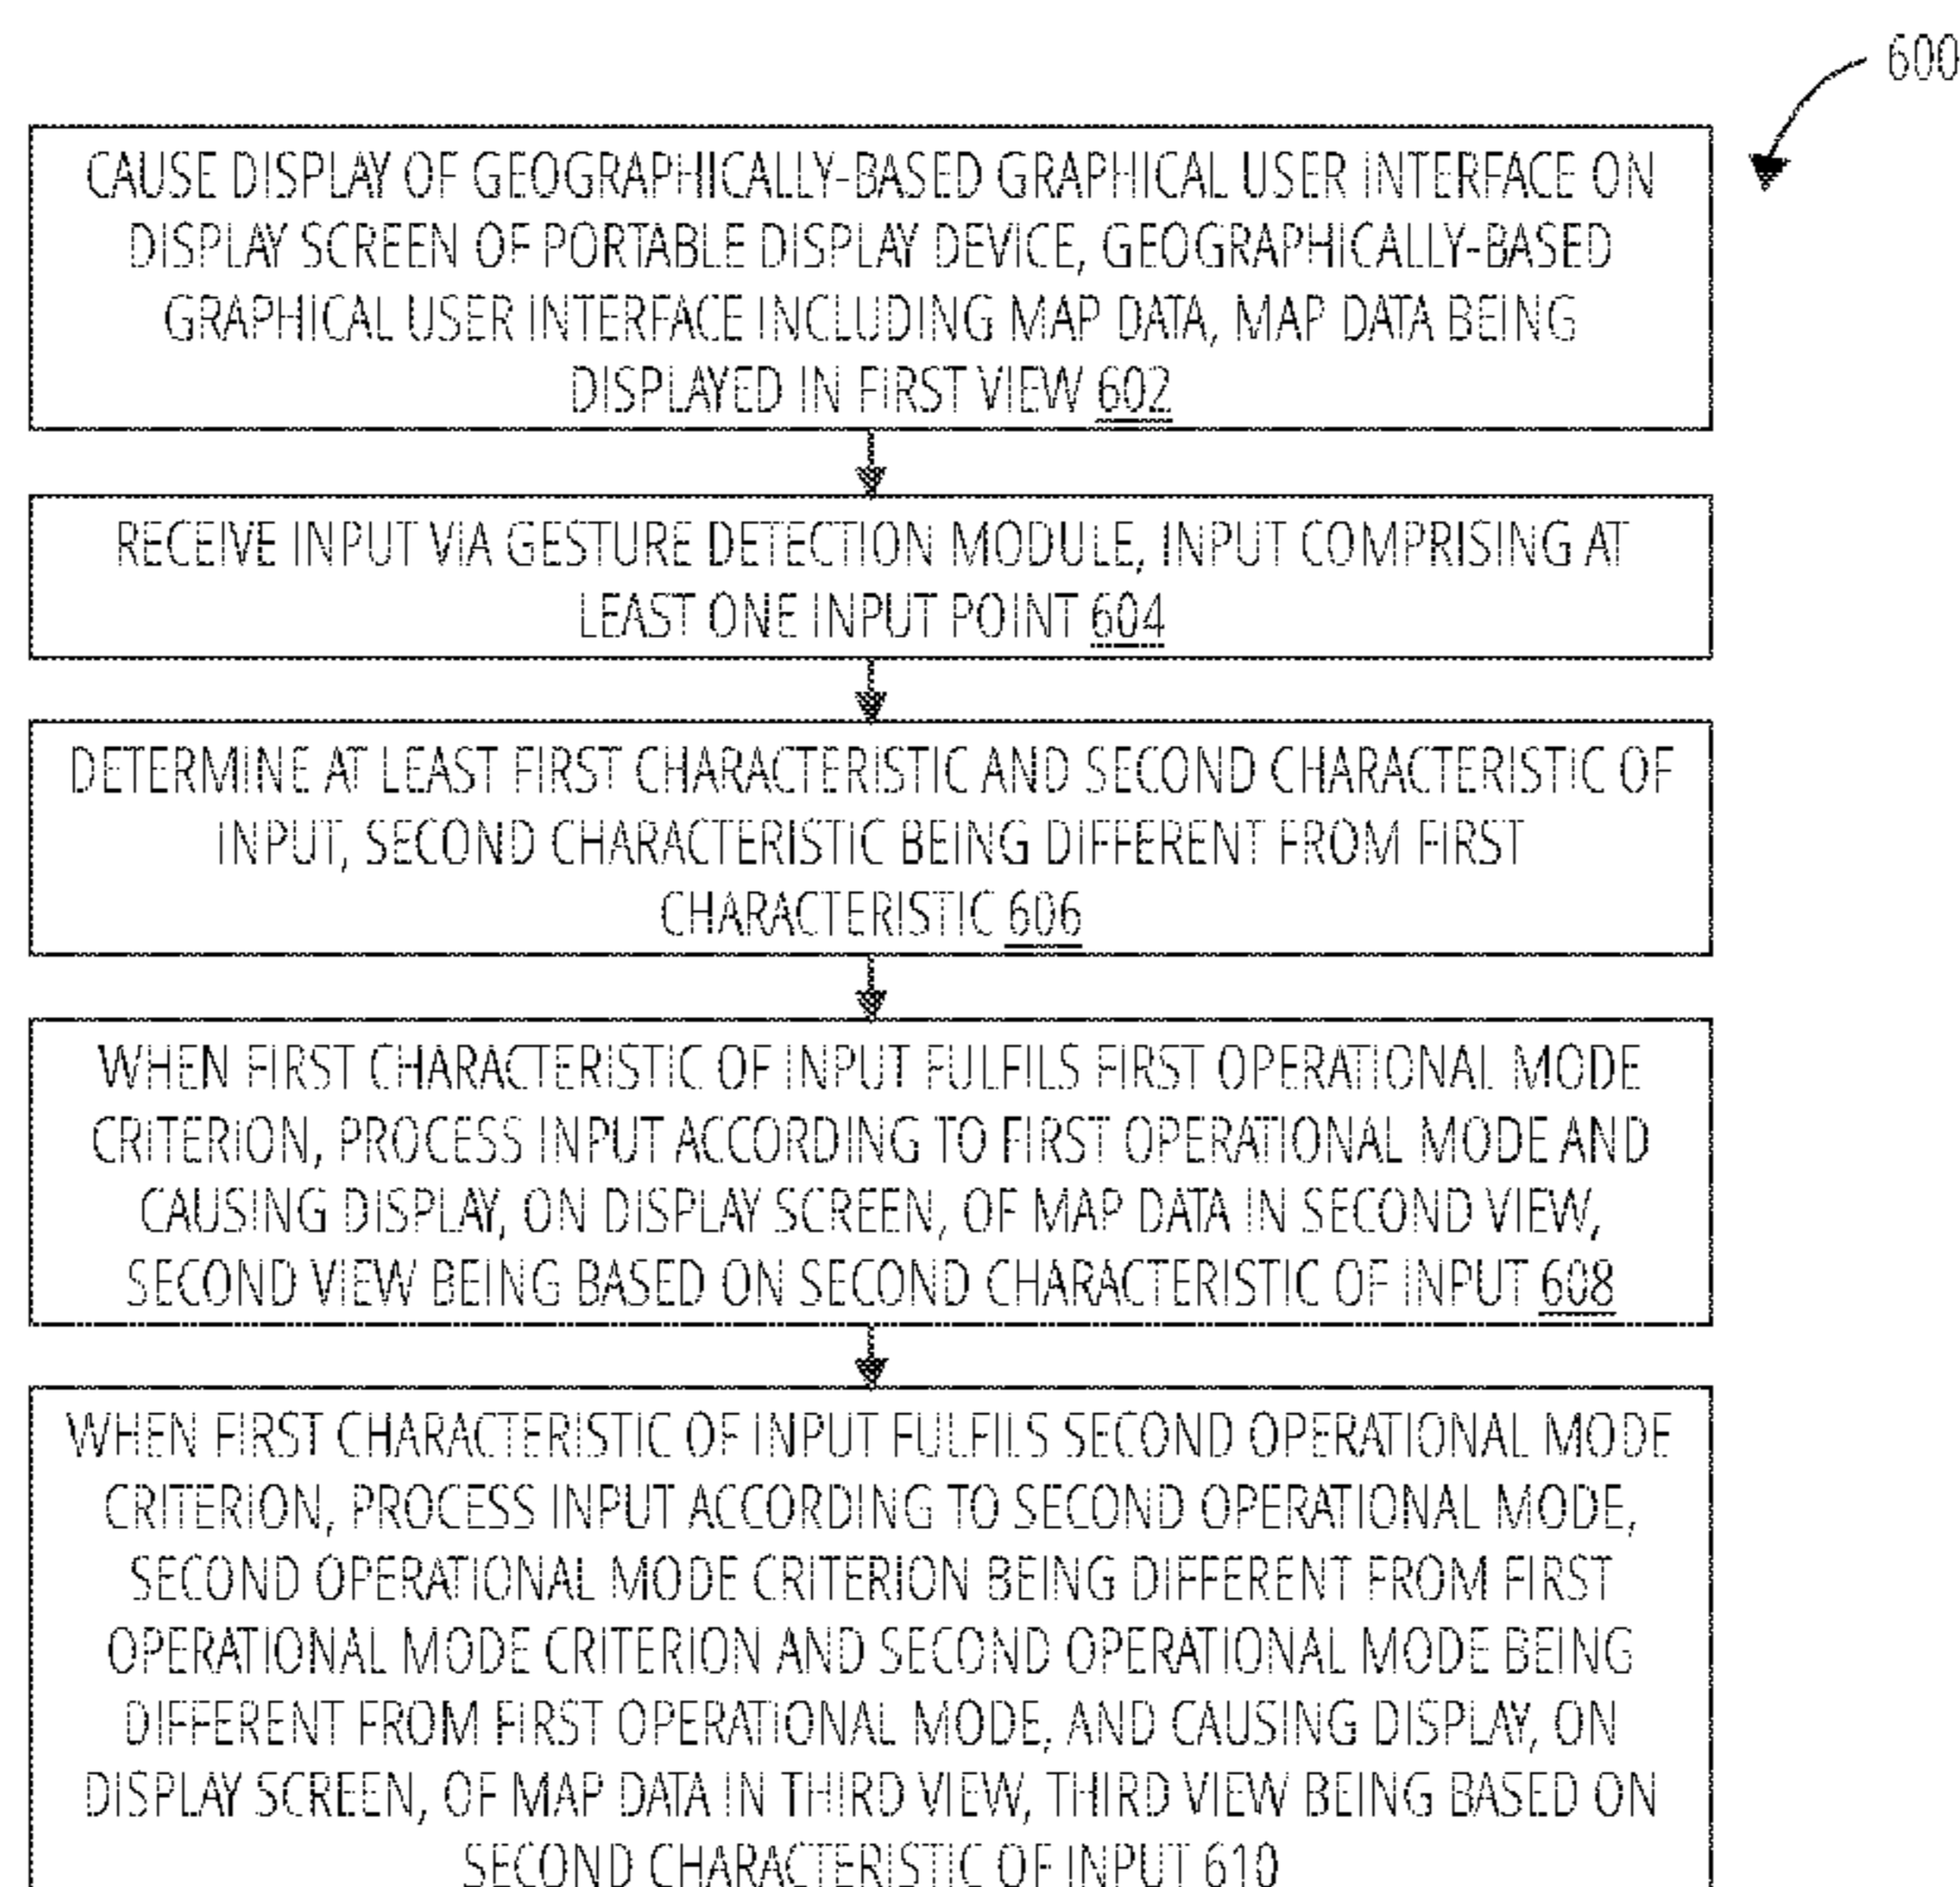 600
CAUSE DISPLAY OF GEOGRAPHICALLY-BASED GRAPHICAL USER INTERFACE ON
DISPLAY SCREEN OF PORTABLE DISPLAY DEVICE, GEOGRAPHICALLY-BASED
GRAPHICAL USER INTERFACE INCLUDING MAP DATA, MAP DATA BEING
DISPLAYED IN FIRST VIEW 602
RECEIVE INPUT VIA GESTURE DETECTION MODULE, INPUT COMPRISING AT
LEAST ONE INPUT POINT 604
DETERMINE AT LEAST FIRST CHARACTERISTIC AND SECOND CHARACTERISTIC OF
INPUT, SECOND CHARACTERISTIC BEING DIFFERENT FROM FIRST
CHARACTERISTIC 606
WHEN FIRST CHARACTERISTIC OF INPUT FULFILS FIRST OPERATIONAL MODE
CRITERION, PROCESS INPUT ACCORDING TO FIRST OPERATIONAL MODE AND
CAUSING DISPLAY, ON DISPLAY SCREEN, OF MAP DATA IN SECOND VIEW,
SECOND VIEW BEING BASED ON SECOND CHARACTERISTIC OF INPUT 608
WHEN FIRST CHARACTERISTIC OF INPUT FULFILS SECOND OPERATIONAL MODE
CRITERION, PROCESS INPUT ACCORDING TO SECOND OPERATIONAL MODE,
SECOND OPERATIONAL MODE CRITERION BEING DIFFERENT FROM FIRST
OPERATIONAL MODE CRITERION AND SECOND OPERATIONAL MODE BEING
DIFFERENT FROM FIRST OPERATIONAL MODE, AND CAUSING DISPLAY, ON
DISPLAY SCREEN, OF MAP DATA IN THIRD VIEW, THIRD VIEW BEING BASED ON
SECOND CHARACTERISTIC OF INPUT 610